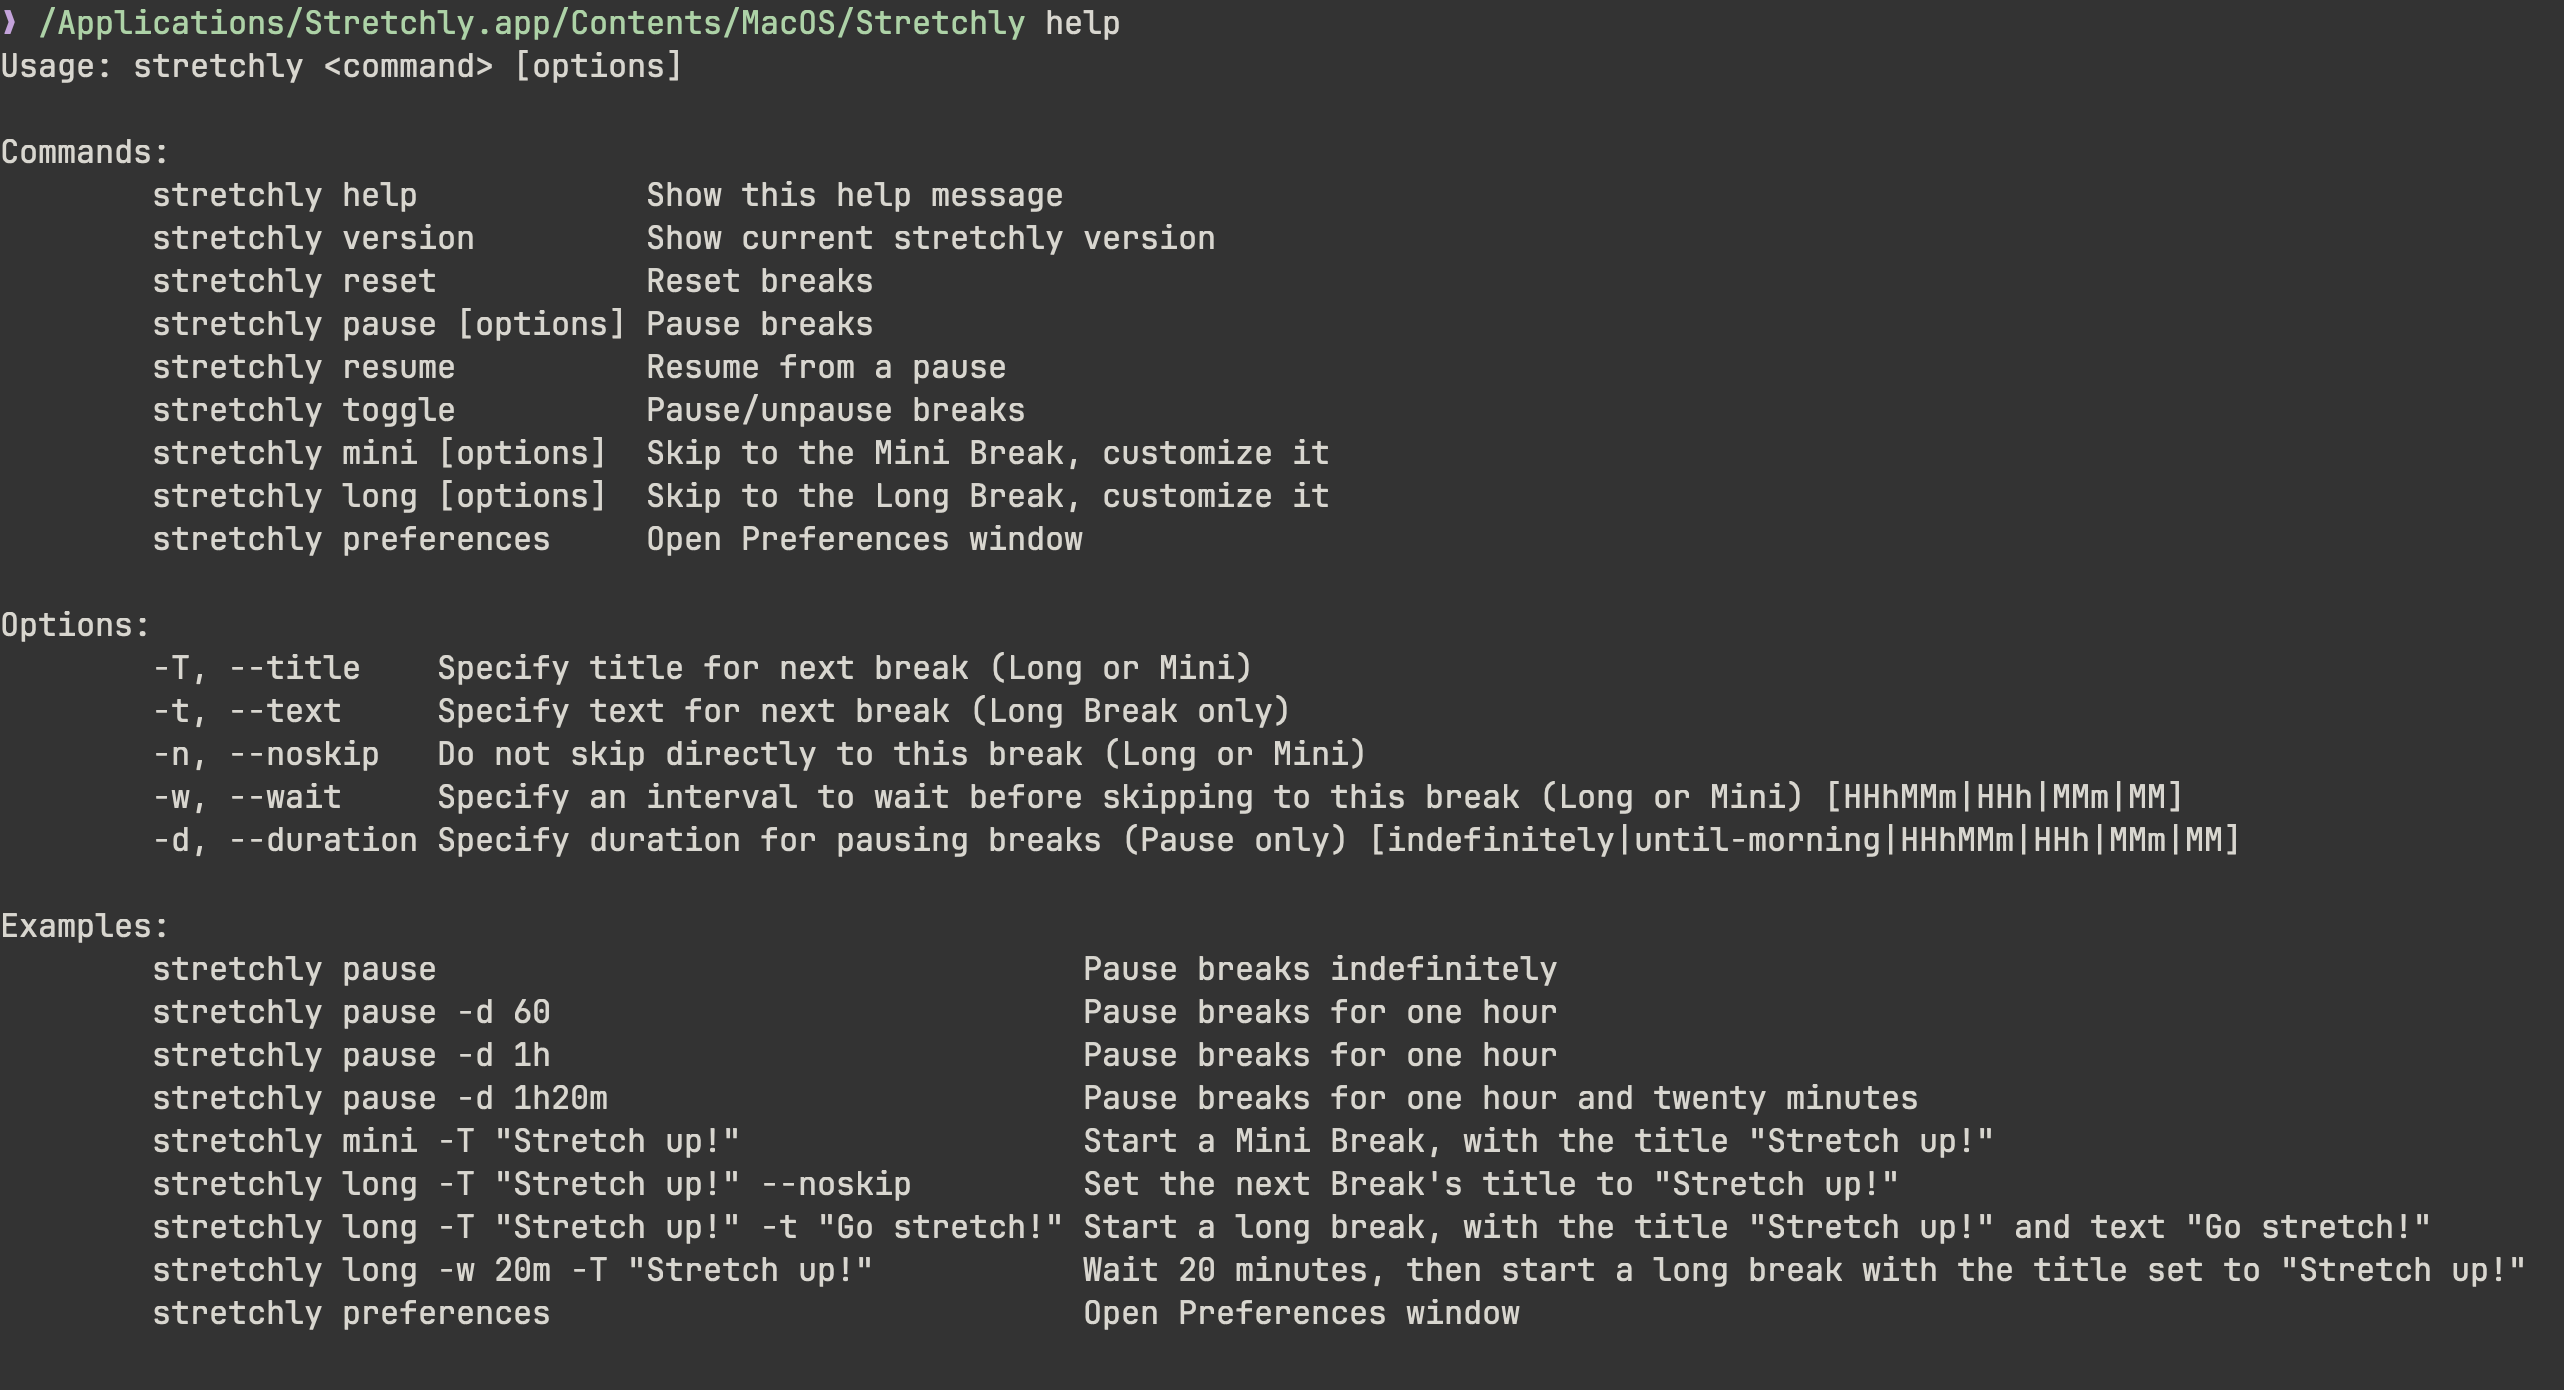 ❯ /Applications/Stretchly.app/Contents/MacOS/Stretchly help
Usage: stretchly <command> [options]

Commands:
        stretchly help            Show this help message
        stretchly version         Show current stretchly version
        stretchly reset           Reset breaks
        stretchly pause [options] Pause breaks
        stretchly resume          Resume from a pause
        stretchly toggle          Pause/unpause breaks
        stretchly mini [options]  Skip to the Mini Break, customize it
        stretchly long [options]  Skip to the Long Break, customize it
        stretchly preferences     Open Preferences window

Options:
        -T, --title    Specify title for next break (Long or Mini)
        -t, --text     Specify text for next break (Long Break only)
        -n, --noskip   Do not skip directly to this break (Long or Mini)
        -w, --wait     Specify an interval to wait before skipping to this break (Long or Mini) [HHhMMm|HHh|MMm|MM]
        -d, --duration Specify duration for pausing breaks (Pause only) [indefinitely|until-morning|HHhMMm|HHh|MMm|MM]

Examples:
        stretchly pause                                  Pause breaks indefinitely
        stretchly pause -d 60                            Pause breaks for one hour
        stretchly pause -d 1h                            Pause breaks for one hour
        stretchly pause -d 1h20m                         Pause breaks for one hour and twenty minutes
        stretchly mini -T "Stretch up!"                  Start a Mini Break, with the title "Stretch up!"
        stretchly long -T "Stretch up!" --noskip         Set the next Break's title to "Stretch up!"
        stretchly long -T "Stretch up!" -t "Go stretch!" Start a long break, with the title "Stretch up!" and text "Go stretch!"
        stretchly long -w 20m -T "Stretch up!"           Wait 20 minutes, then start a long break with the title set to "Stretch up!"
        stretchly preferences                            Open Preferences window